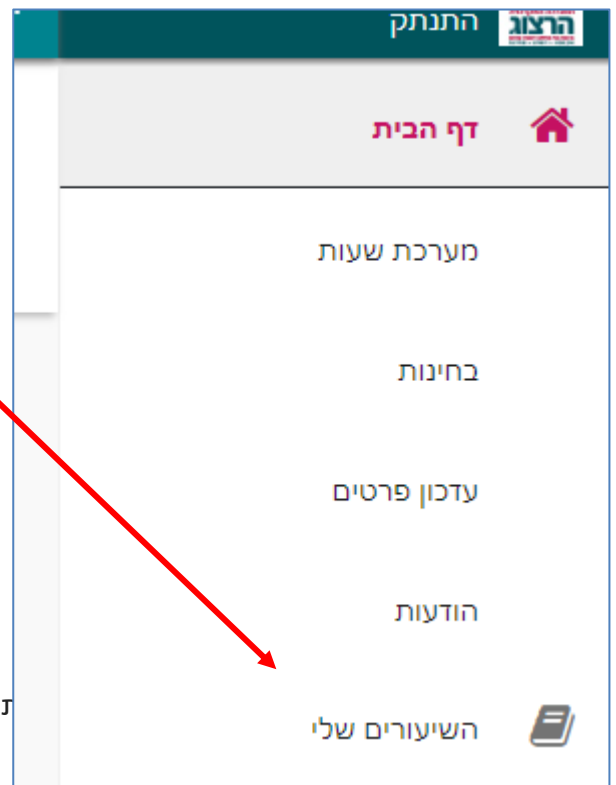 התנתק
הרצוג
דף הבית
מערכת שעות
בחינות
עדכון פרטים
הודעות
השיעורים שלי